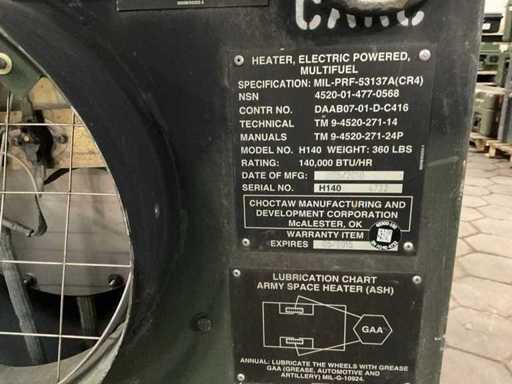 HEATER, ELECTRIC POWERED,
MULTIFUEL
SPECIFICATION: MIL-PRF-53137A(CR4)
NSN 4520-01-477-0568
CONTR NO. DAAB07-01-D-C416
TECHNICAL TM 9-4520-271-14
MANUALS TM 9-4520-271-24P
MODEL NO. H140 WEIGHT: 360 LBS
RATING: 140,000 BTU/HR
DATE OF MFG:
SERIAL NO. H140
CHOCTAW MANUFACTURING AND
DEVELOPMENT CORPORATION
McALESTER, OK
WARRANTY ITEM
EXPIRES
LUBRICATION CHART
ARMY SPACE HEATER (ASH)
GAA
ANNUAL: LUBRICATE THE WHEELS WITH GREASE
GAA (GREASE, AUTOMOTIVE AND
ARTILLERY) MIL-G-10924.